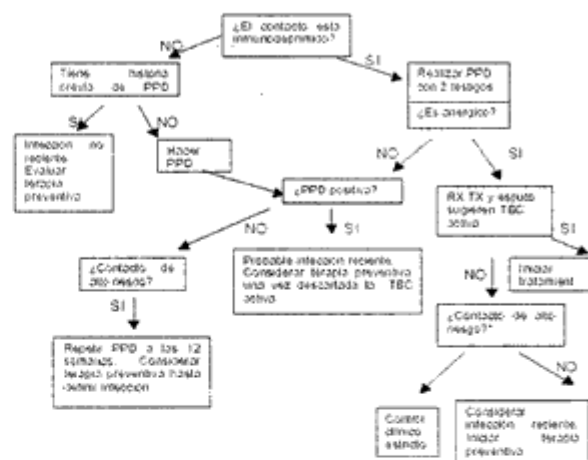 ¿El contacto está
inmunosuprimido?
NO
SI
Tiene historia
previa de PPD
Realizar PPD
con 2 testigos
¿Es anérgico?
SI
NO
NO
SI
Infección no
reciente.
Evaluar
terapia
preventiva
Hacer
PPD
¿PPD positiva?
RX TX y esputo
sugieren TBC
activa
NO
SI
SI
¿Contacto de
alto riesgo?
Probable infección reciente.
Considerar terapia preventiva
una vez descartada la TBC
activa
NO
Iniciar
tratamient
SI
¿Contacto de alto
riesgo?*
Repetir PPD a las 12
semanas. Considerar
terapia preventiva hasta
definir infección
NO
Control
clínico
Considerar
infección reciente.
Iniciar terapia
preventiva